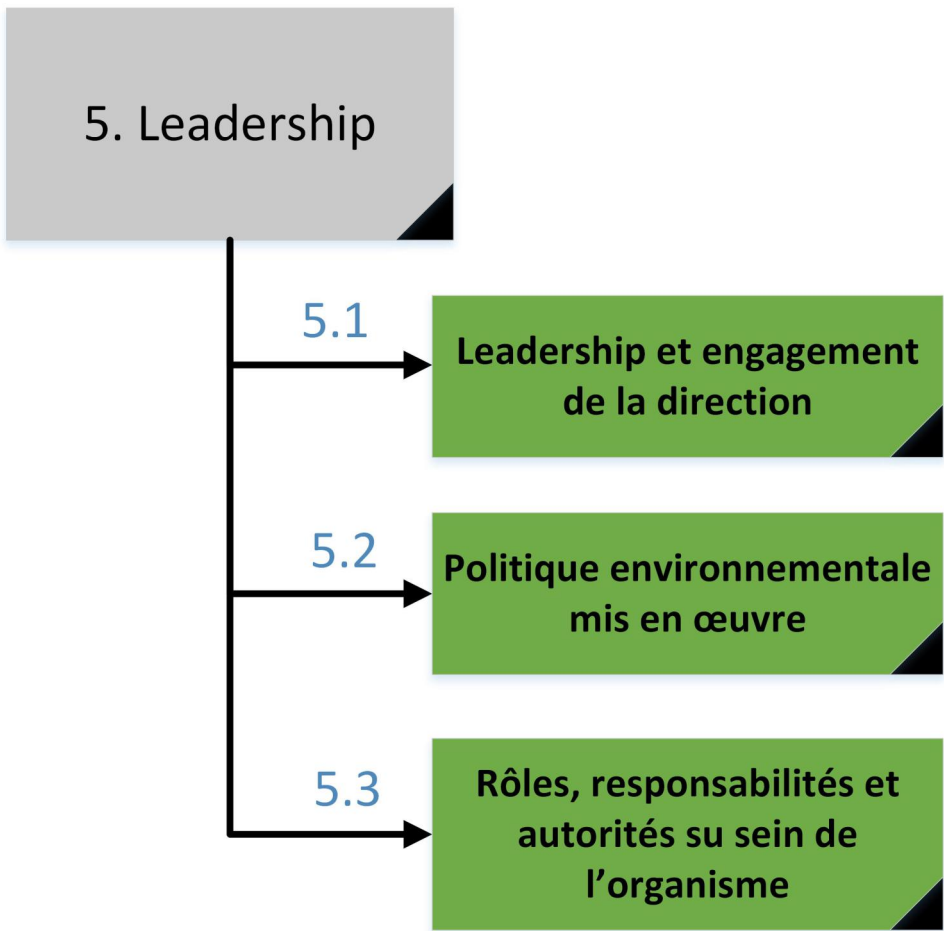 5. Leadership
5.1
Leadership et engagement
de la direction
5.2
Politique environnementale
mis en œuvre
5.3
Rôles, responsabilités et
autorités su sein de
l’organisme